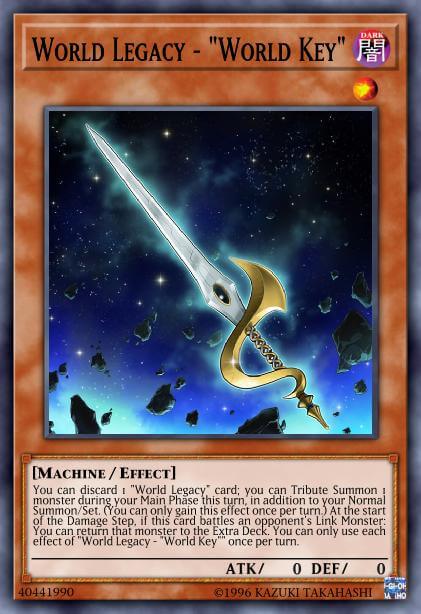 World Legacy - "World Key"
DARK
闇
[Machine / Effect]
You can discard 1 "World Legacy" card; you can Tribute Summon 1
monster during your Main Phase this turn, in addition to your Normal
Summon/Set. (You can only gain this effect once per turn.) At the start
of the Damage Step, if this card battles an opponent's Link Monster:
You can return that monster to the Extra Deck. You can only use each
effect of "World Legacy - "World Key"" once per turn.
ATK/ 0 DEF/ 0
40441990
©1996 KAZUKI TAKAHASHI